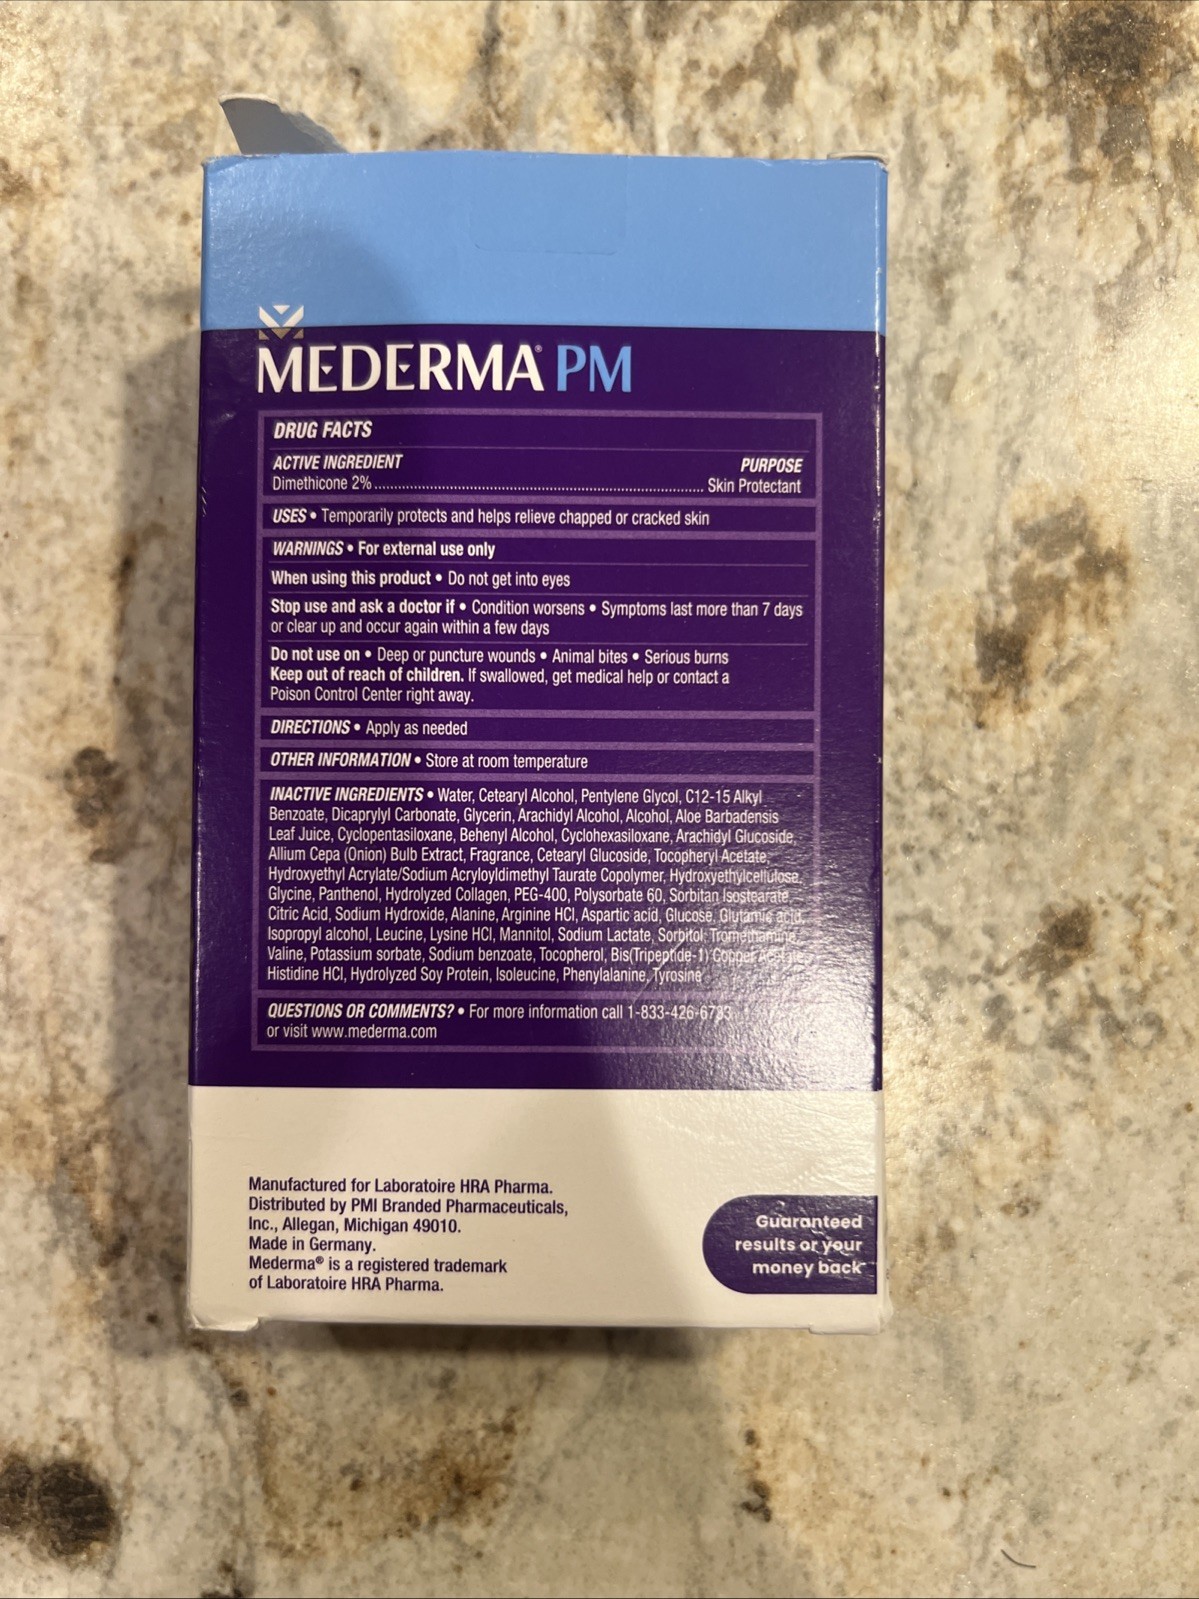 MEDERMA® PM
DRUG FACTS
ACTIVE INGREDIENT PURPOSE
Dimethicone 2%........................................................................ Skin Protectant
USES • Temporarily protects and helps relieve chapped or cracked skin
WARNINGS • For external use only
When using this product • Do not get into eyes
Stop use and ask a doctor if • Condition worsens • Symptoms last more than 7 days
or clear up and occur again within a few days
Do not use on • Deep or puncture wounds • Animal bites • Serious burns
Keep out of reach of children. If swallowed, get medical help or contact a
Poison Control Center right away.
DIRECTIONS • Apply as needed
OTHER INFORMATION • Store at room temperature
INACTIVE INGREDIENTS • Water, Cetearyl Alcohol, Pentylene Glycol, C12-15 Alkyl
Benzoate, Dicaprylyl Carbonate, Glycerin, Arachidyl Alcohol, Alcohol, Aloe Barbadensis
Leaf Juice, Cyclopentasiloxane, Behenyl Alcohol, Cyclohexasiloxane, Arachidyl Glucoside,
Allium Cepa (Onion) Bulb Extract, Fragrance, Cetearyl Glucoside, Tocopheryl Acetate,
Hydroxyethyl Acrylate/Sodium Acryloyldimethyl Taurate Copolymer, Hydroxyethylcellulose,
Glycine, Panthenol, Hydrolyzed Collagen, PEG-400, Polysorbate 60, Sorbitan Isostearate,
Citric Acid, Sodium Hydroxide, Alanine, Arginine HCl, Aspartic acid, Glucose, Glutamic acid,
Isopropyl alcohol, Leucine, Lysine HCl, Mannitol, Sodium Lactate, Sorbitol, Tromethamine,
Valine, Potassium sorbate, Sodium benzoate, Tocopherol, Bis(Tripeptide-1) Copper Acetate,
Histidine HCl, Hydrolyzed Soy Protein, Isoleucine, Phenylalanine, Tyrosine
QUESTIONS OR COMMENTS? • For more information call 1-833-426-6733
or visit www.mederma.com
Manufactured for Laboratoire HRA Pharma.
Distributed by PMI Branded Pharmaceuticals,
Inc., Allegan, Michigan 49010.
Made in Germany.
Mederma® is a registered trademark
of Laboratoire HRA Pharma.
Guaranteed
results or your
money back